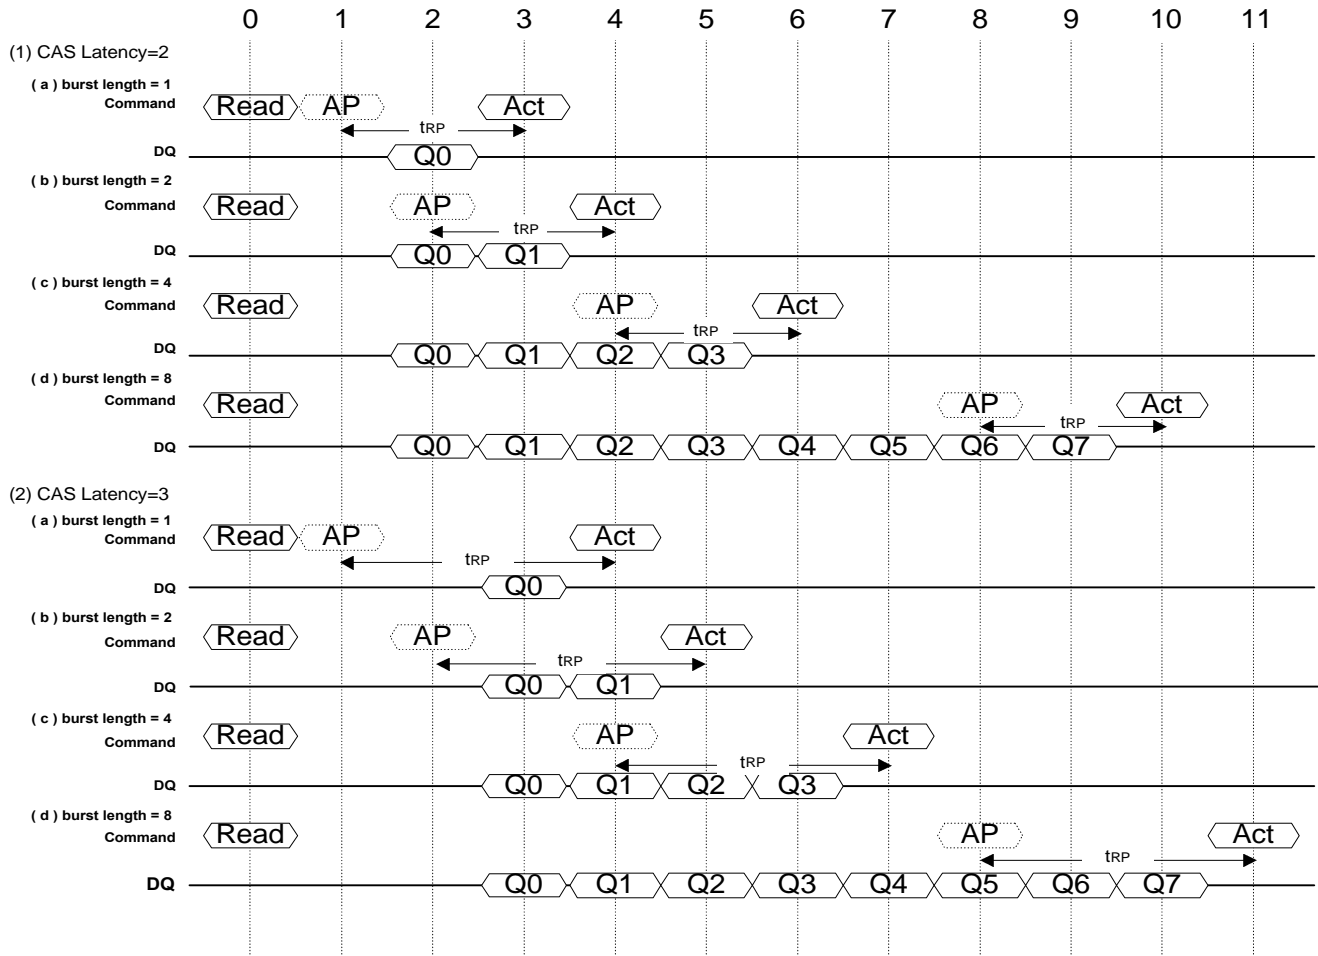 0 1 2 3 4 5 6 7 8 9 10 11
(1) CAS Latency=2
( a ) burst length = 1
Command Read AP Act
tRP
DQ Q0
( b ) burst length = 2
Command Read AP Act
tRP
DQ Q0 Q1
( c ) burst length = 4
Command Read AP Act
tRP
DQ Q0 Q1 Q2 Q3
( d ) burst length = 8
Command Read AP Act
tRP
DQ Q0 Q1 Q2 Q3 Q4 Q5 Q6 Q7
(2) CAS Latency=3
( a ) burst length = 1
Command Read AP Act
tRP
DQ Q0
( b ) burst length = 2
Command Read AP Act
tRP
DQ Q0 Q1
( c ) burst length = 4
Command Read AP Act
tRP
DQ Q0 Q1 Q2 Q3
( d ) burst length = 8
Command Read AP Act
tRP
DQ Q0 Q1 Q2 Q3 Q4 Q5 Q6 Q7